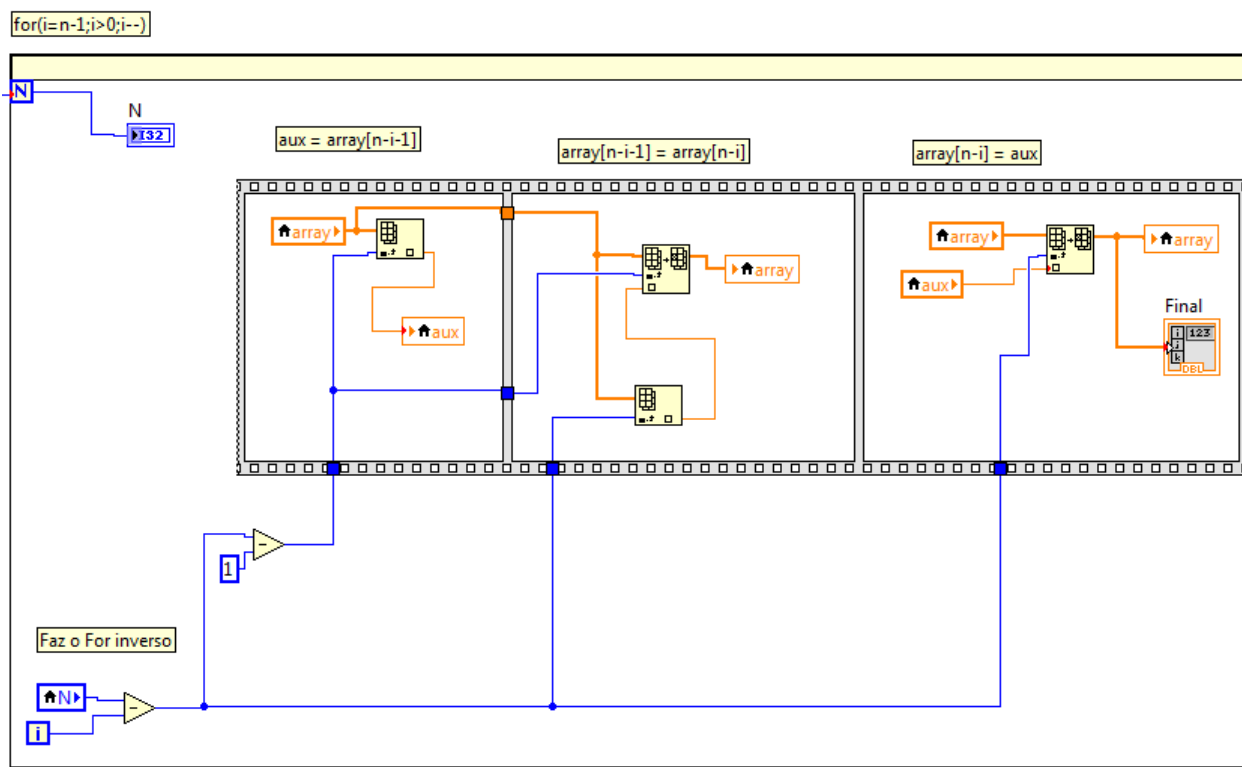 for(i=n-1;i>0;i--)
N
N
I32
aux = array[n-i-1]
array[n-i-1] = array[n-i]
array[n-i] = aux
array
aux
array
array
aux
array
Final
i
j
k
123
DBL
-
1
Faz o For inverso
N
-
i